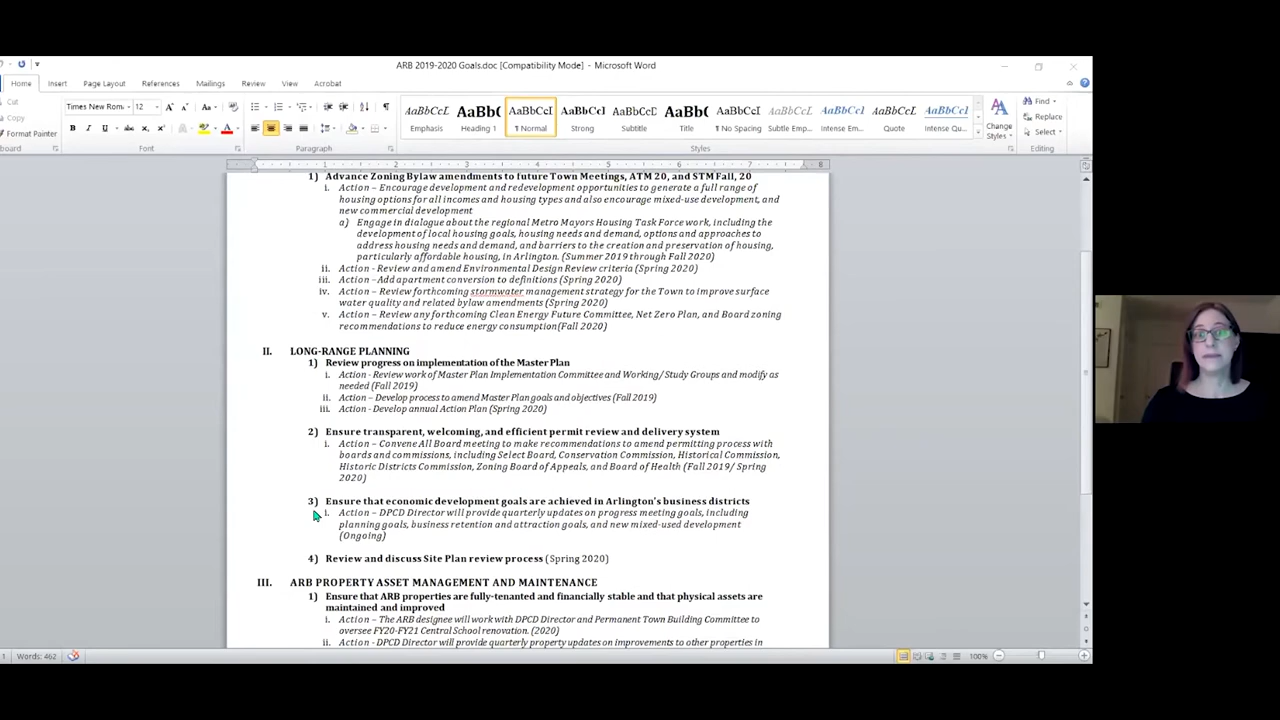 ARB 2019-2020 Goals.doc [Compatibility Mode] - Microsoft Word
Home Insert Page Layout References Mailings Review View Acrobat
Cut
Copy
Format Painter
Times New Rom 12
AaBbCcI AaBb( AaBbCcI AaBbCcI AaBbCcD AaBb( AaBbCcI AaBbCcI AaBbCcI AaBbCcI AaBbCcI
Emphasis Heading 1 ¶ Normal Strong Subtitle Title ¶ No Spacing Subtle Emp... Intense Em... Quote Intense Qu...
Change Styles
Find
Replace
Select
board Font Paragraph Styles Editing
1 2 3 4 5 6 7 8
1) Advance Zoning Bylaw amendments to future Town Meetings, ATM 20, and STM Fall, 20
i. Action – Encourage development and redevelopment opportunities to generate a full range of
housing options for all incomes and housing types and also encourage mixed-use development, and
new commercial development
a) Engage in dialogue about the regional Metro Mayors Housing Task Force work, including the
development of local housing goals, housing needs and demand, options and approaches to
address housing needs and demand, and barriers to the creation and preservation of housing,
particularly affordable housing, in Arlington. (Summer 2019 through Fall 2020)
ii. Action - Review and amend Environmental Design Review criteria (Spring 2020)
iii. Action –Add apartment conversion to definitions (Spring 2020)
iv. Action – Review forthcoming stormwater management strategy for the Town to improve surface
water quality and related bylaw amendments (Spring 2020)
v. Action – Review any forthcoming Clean Energy Future Committee, Net Zero Plan, and Board zoning
recommendations to reduce energy consumption(Fall 2020)
II. LONG-RANGE PLANNING
1) Review progress on implementation of the Master Plan
i. Action - Review work of Master Plan Implementation Committee and Working/ Study Groups and modify as
needed (Fall 2019)
ii. Action – Develop process to amend Master Plan goals and objectives (Fall 2019)
iii. Action - Develop annual Action Plan (Spring 2020)
2) Ensure transparent, welcoming, and efficient permit review and delivery system
i. Action – Convene All Board meeting to make recommendations to amend permitting process with
boards and commissions, including Select Board, Conservation Commission, Historical Commission,
Historic Districts Commission, Zoning Board of Appeals, and Board of Health (Fall 2019/ Spring
2020)
3) Ensure that economic development goals are achieved in Arlington's business districts
i. Action – DPCD Director will provide quarterly updates on progress meeting goals, including
planning goals, business retention and attraction goals, and new mixed-used development
(Ongoing)
4) Review and discuss Site Plan review process (Spring 2020)
III. ARB PROPERTY ASSET MANAGEMENT AND MAINTENANCE
1) Ensure that ARB properties are fully-tenanted and financially stable and that physical assets are
maintained and improved
i. Action – The ARB designee will work with DPCD Director and Permanent Town Building Committee to
oversee FY20-FY21 Central School renovation. (2020)
ii. Action - DPCD Director will provide quarterly property updates on improvements to other properties in
1 Words: 462 100%